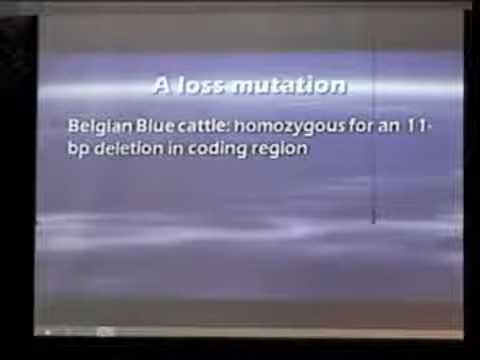 A loss mutation
Belgian Blue cattle: homozygous for an 11-
bp deletion in coding region